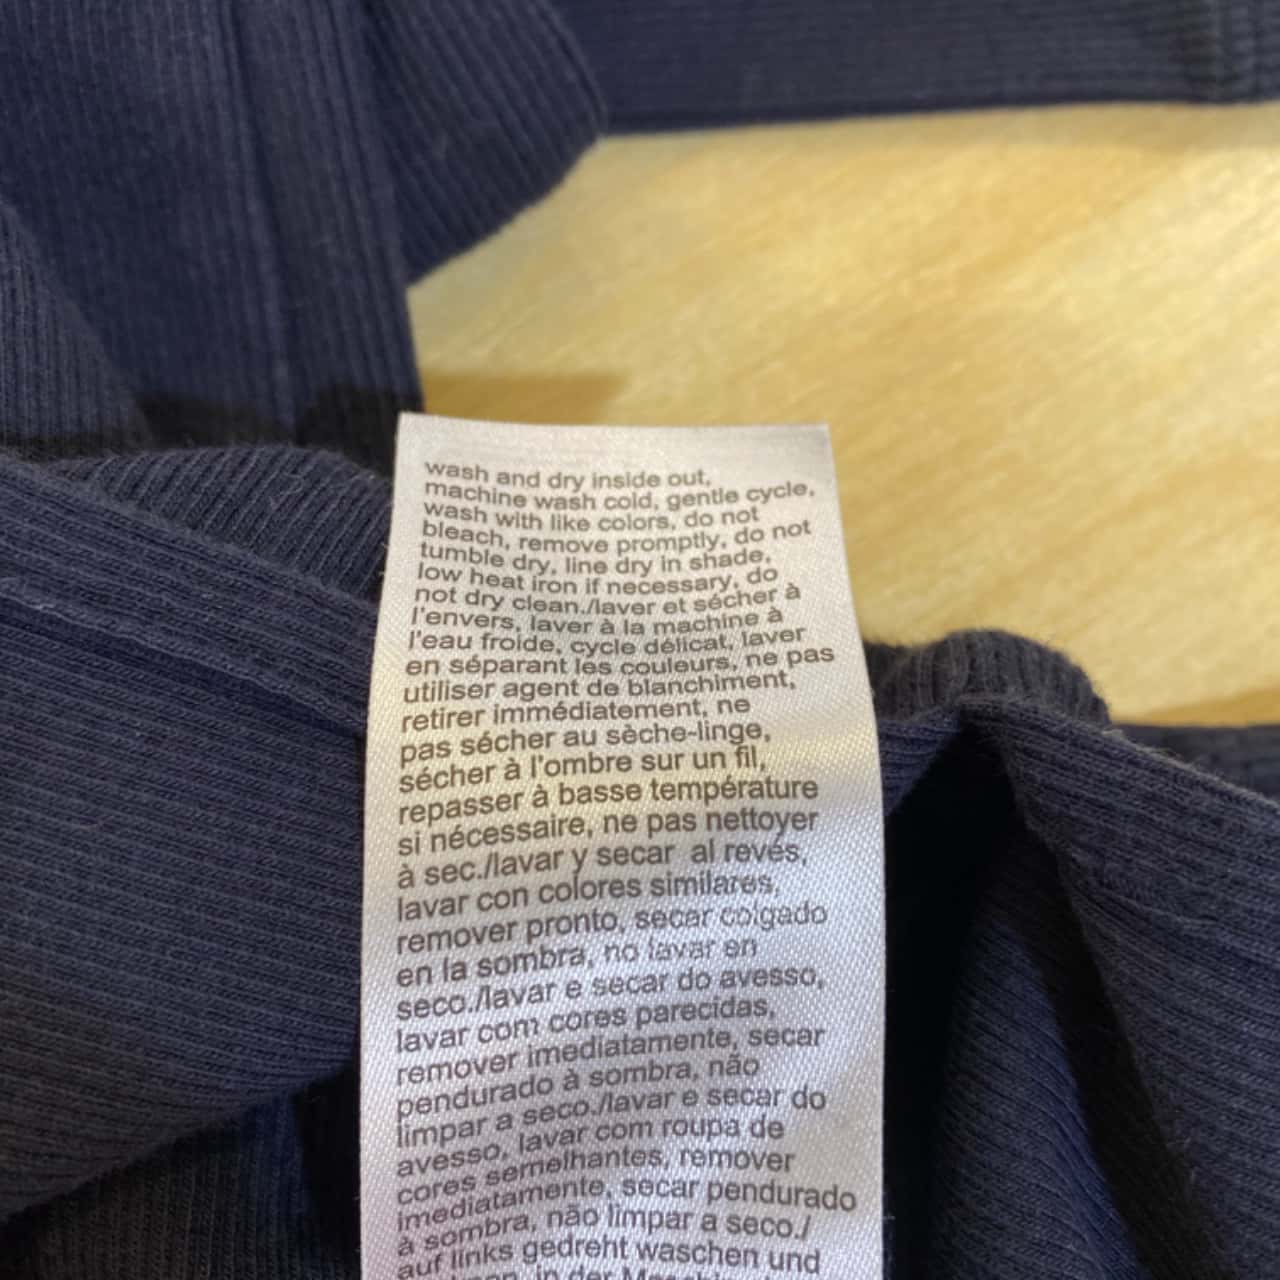 wash and dry inside out,
machine wash cold, gentle cycle,
wash with like colors, do not
bleach, remove promptly, do not
tumble dry, line dry in shade,
low heat iron if necessary, do
not dry clean./laver et sécher à
l'envers, laver à la machine à
l'eau froide, cycle délicat, laver
en séparant les couleurs, ne pas
utiliser agent de blanchiment,
retirer immédiatement, ne
pas sécher au sèche-linge,
sécher à l'ombre sur un fil,
repasser à basse température
si nécessaire, ne pas nettoyer
à sec./lavar y secar al revés,
lavar con colores similares,
remover pronto, secar colgado
en la sombra, no lavar en
seco./lavar e secar do avesso,
lavar com cores parecidas,
remover imediatamente, secar
pendurado à sombra, não
limpar a seco./lavar e secar do
avesso, lavar com roupa de
cores semelhantes, remover
imediatamente, secar pendurado
à sombra, não limpar a seco./
auf links gedreht waschen und
in der